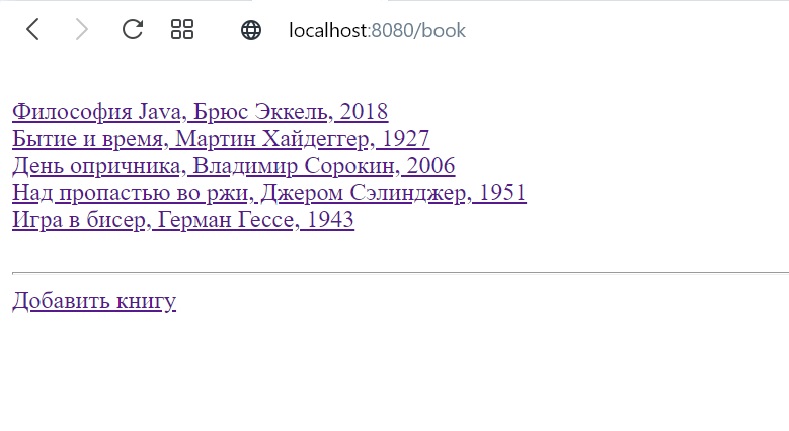 localhost:8080/book
Философия Java, Брюс Эккель, 2018
Бытие и время, Мартин Хайдеггер, 1927
День опричника, Владимир Сорокин, 2006
Над пропастью во ржи, Джером Сэлинджер, 1951
Игра в бисер, Герман Гессе, 1943
Добавить книгу